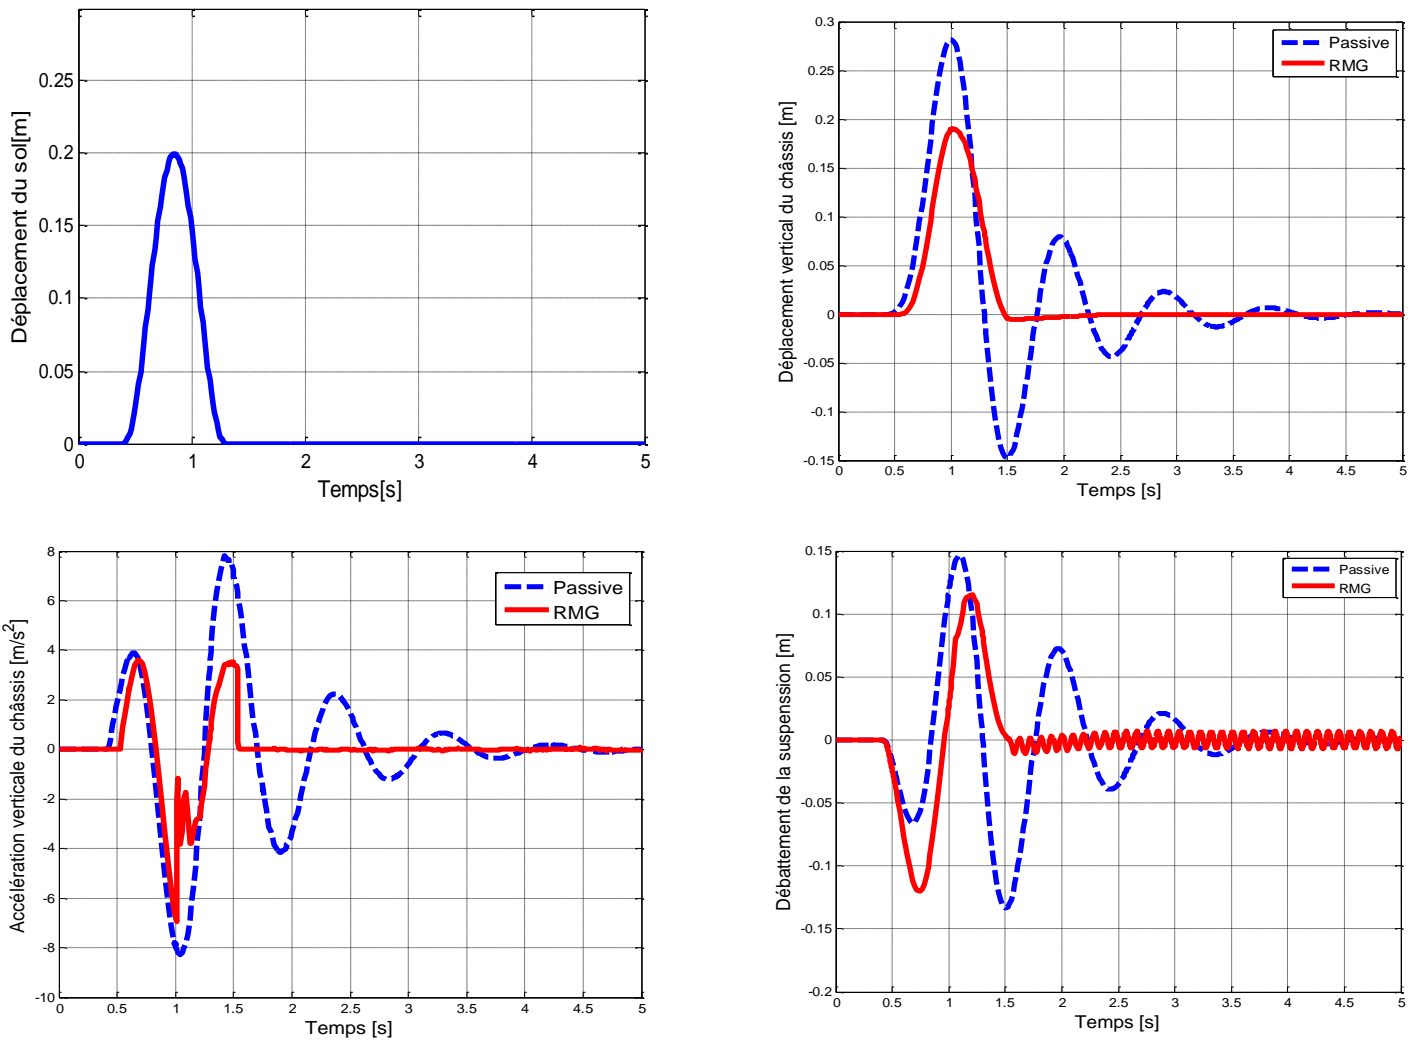 0.25
0.2
0.15
0.1
0.05
0
0 1 2 3 4 5
Déplacement du sol[m]
Temps[s]
0.3
0.25
0.2
0.15
0.1
0.05
0
-0.05
-0.1
-0.15
0 0.5 1 1.5 2 2.5 3 3.5 4 4.5 5
Déplacement vertical du châssis [m]
Temps [s]
Passive
RMG
8
6
4
2
0
-2
-4
-6
-8
-10
0 0.5 1 1.5 2 2.5 3 3.5 4 4.5 5
Accélération verticale du châssis [m/s2]
Temps [s]
Passive
RMG
0.15
0.1
0.05
0
-0.05
-0.1
-0.15
-0.2
0 0.5 1 1.5 2 2.5 3 3.5 4 4.5 5
Débattement de la suspenssion [m]
Temps [s]
Passive
RMG